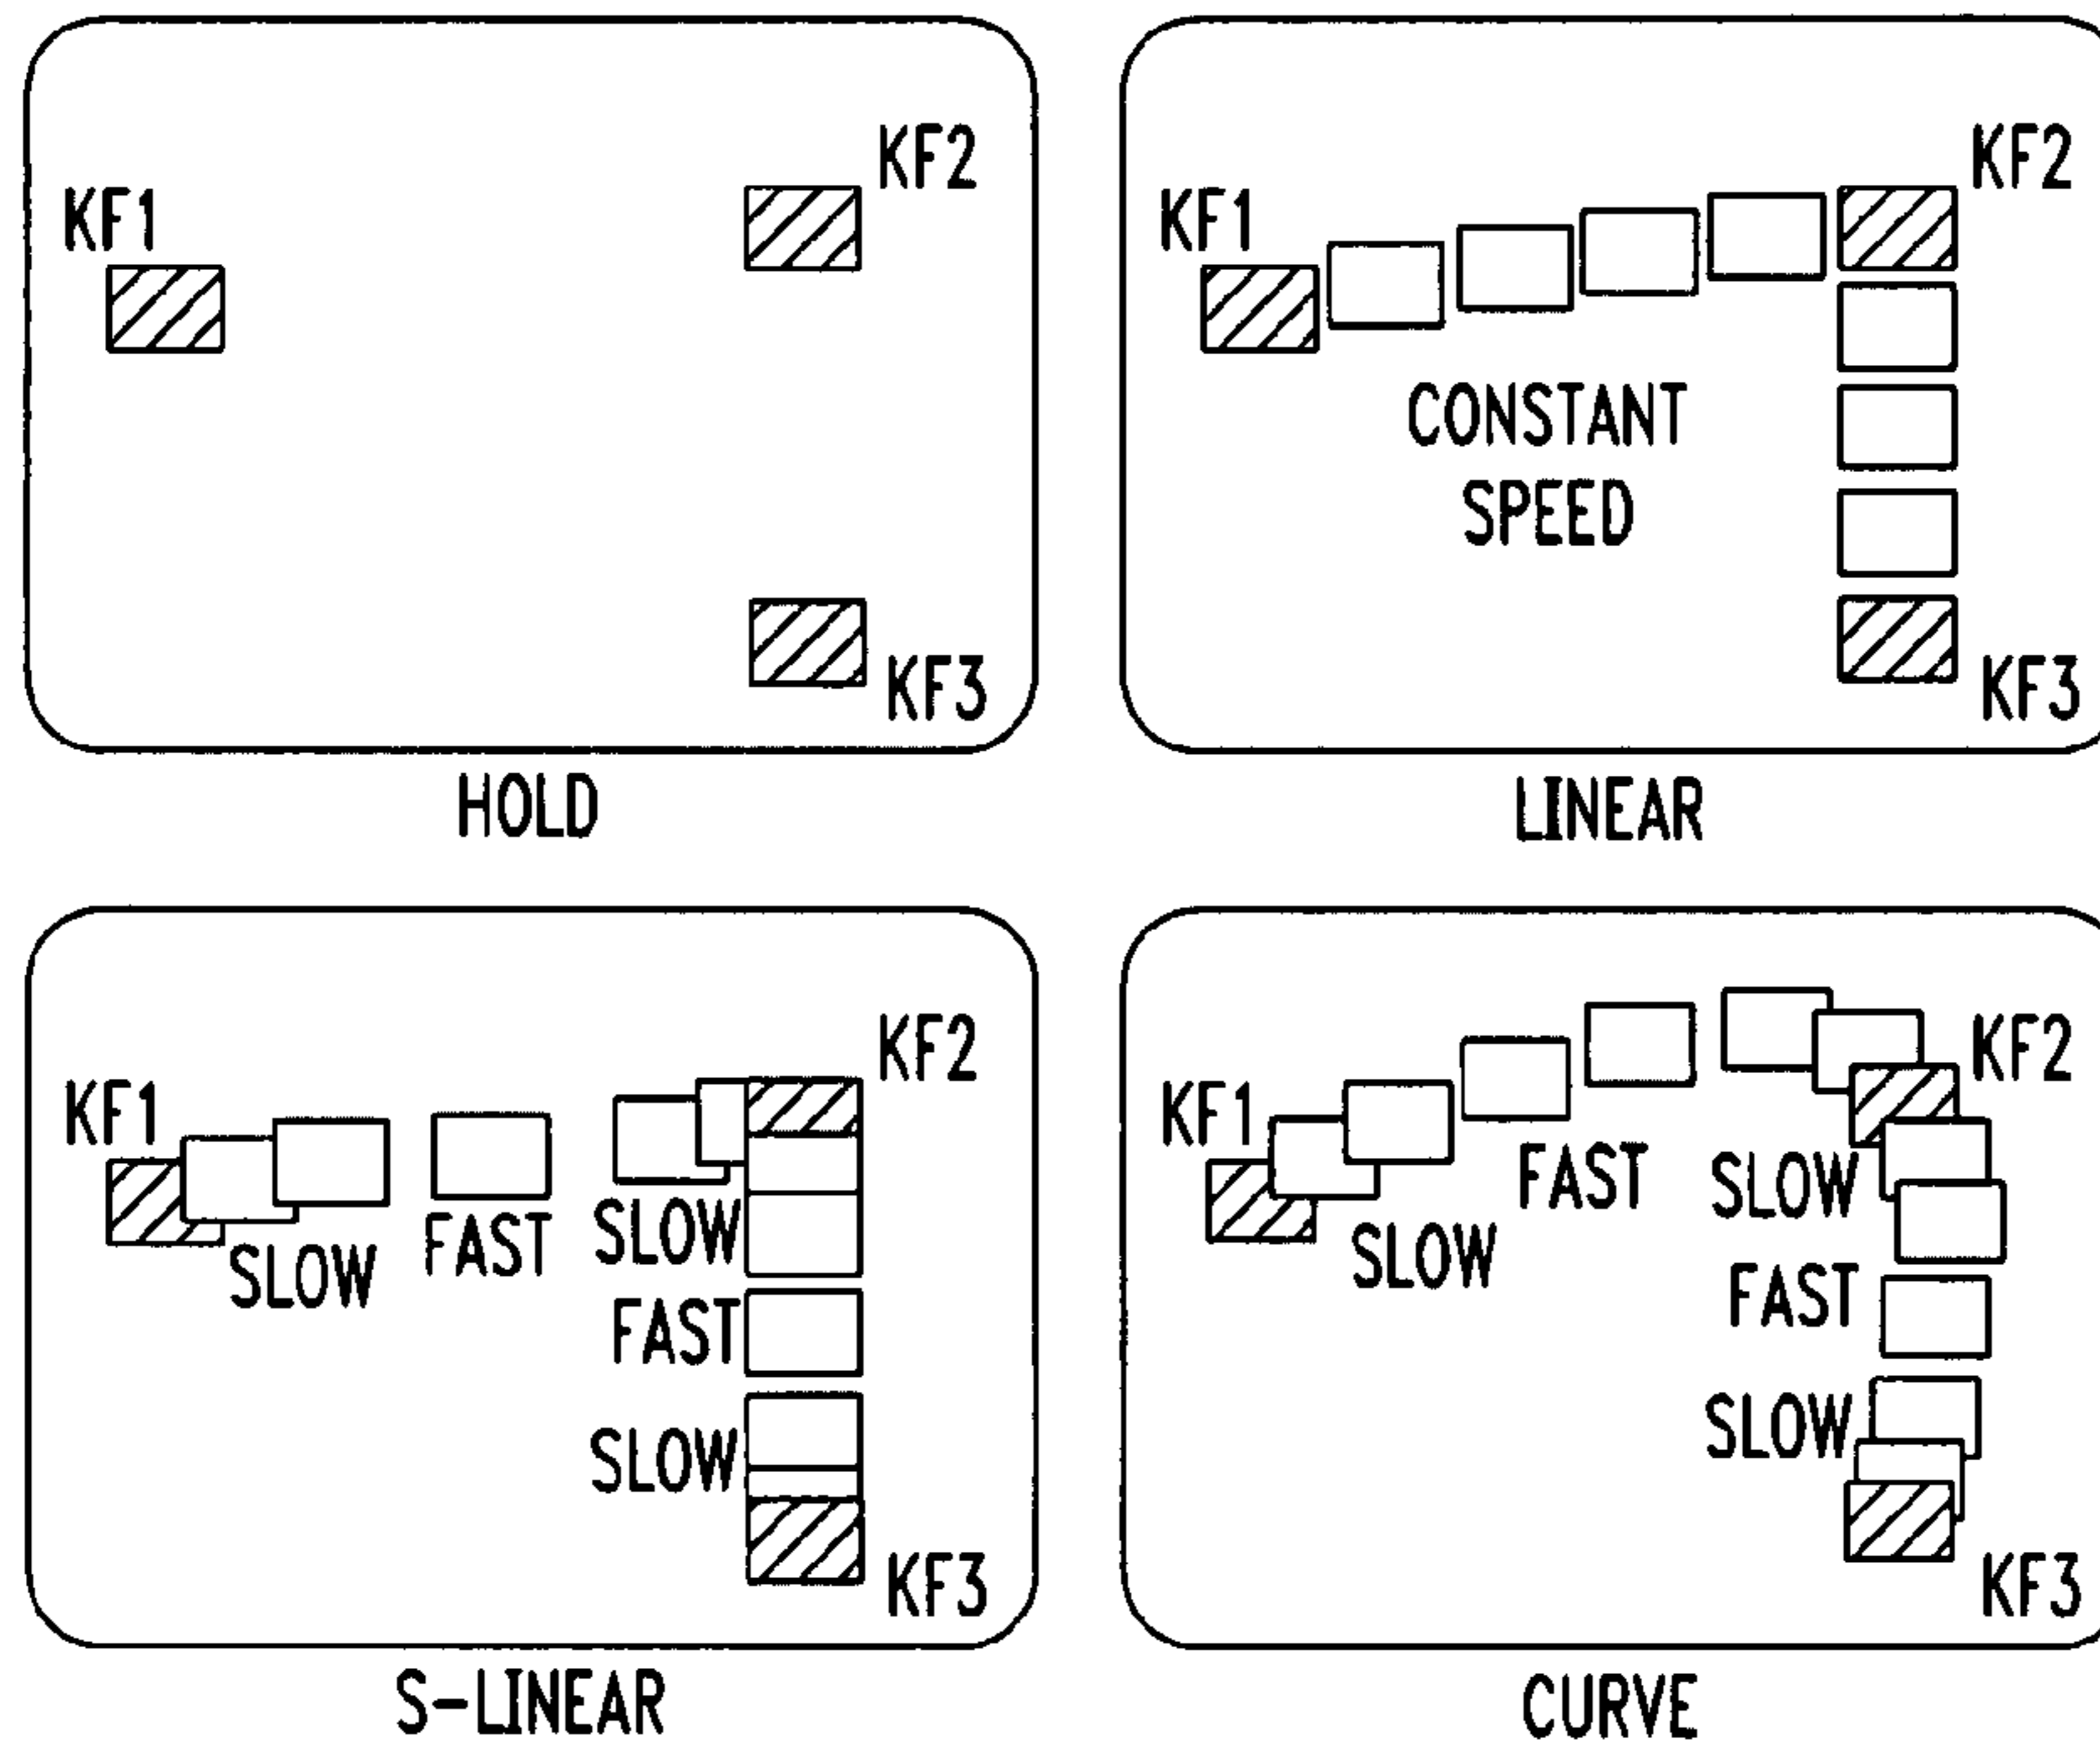 KF1
KF2
KF3
HOLD
KF1
KF2
CONSTANT
SPEED
KF3
LINEAR
KF1
KF2
SLOW
FAST
SLOW
FAST
SLOW
KF3
S-LINEAR
KF1
KF2
SLOW
FAST
SLOW
FAST
SLOW
KF3
CURVE